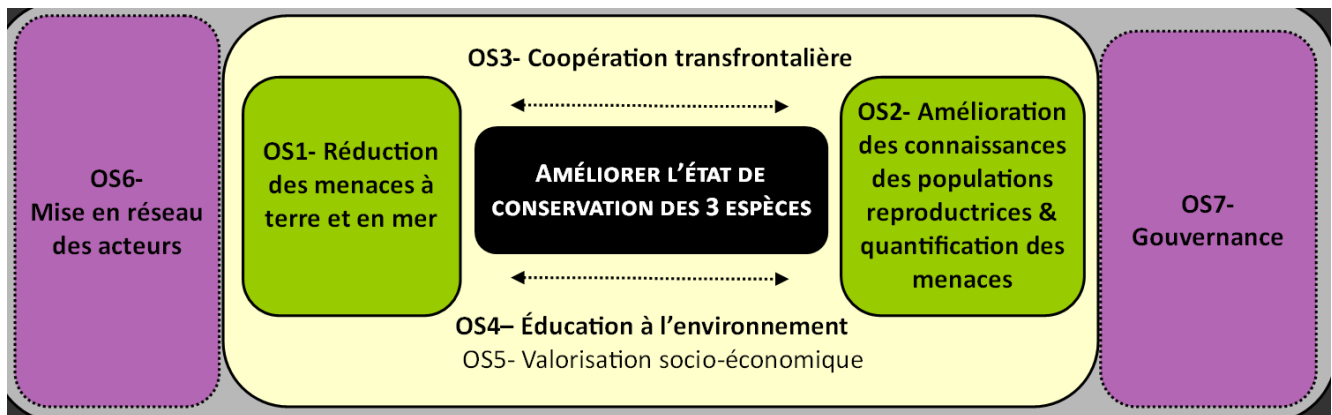 OS6-
Mise en réseau
des acteurs
OS3- Coopération transfrontalière
OS1- Réduction
des menaces à
terre et en mer
AMÉLIORER L'ÉTAT DE
CONSERVATION DES 3 ESPÈCES
OS2- Amélioration
des connaissances
des populations
reproductrices &
quantification des
menaces
OS4– Éducation à l'environnement
OS5- Valorisation socio-économique
OS7-
Gouvernance